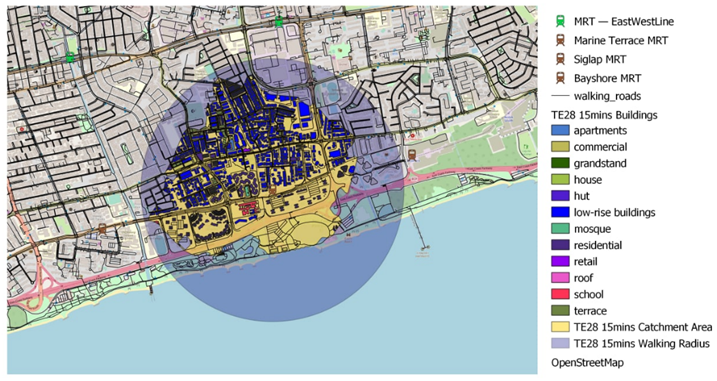 MRT — EastWestLine
Marine Terrace MRT
Siglap MRT
Bayshore MRT
walking_roads
TE28 15mins Buildings
apartments
commercial
grandstand
house
hut
low-rise buildings
mosque
residential
retail
roof
school
terrace
TE28 15mins Catchment Area
TE28 15mins Walking Radius
OpenStreetMap